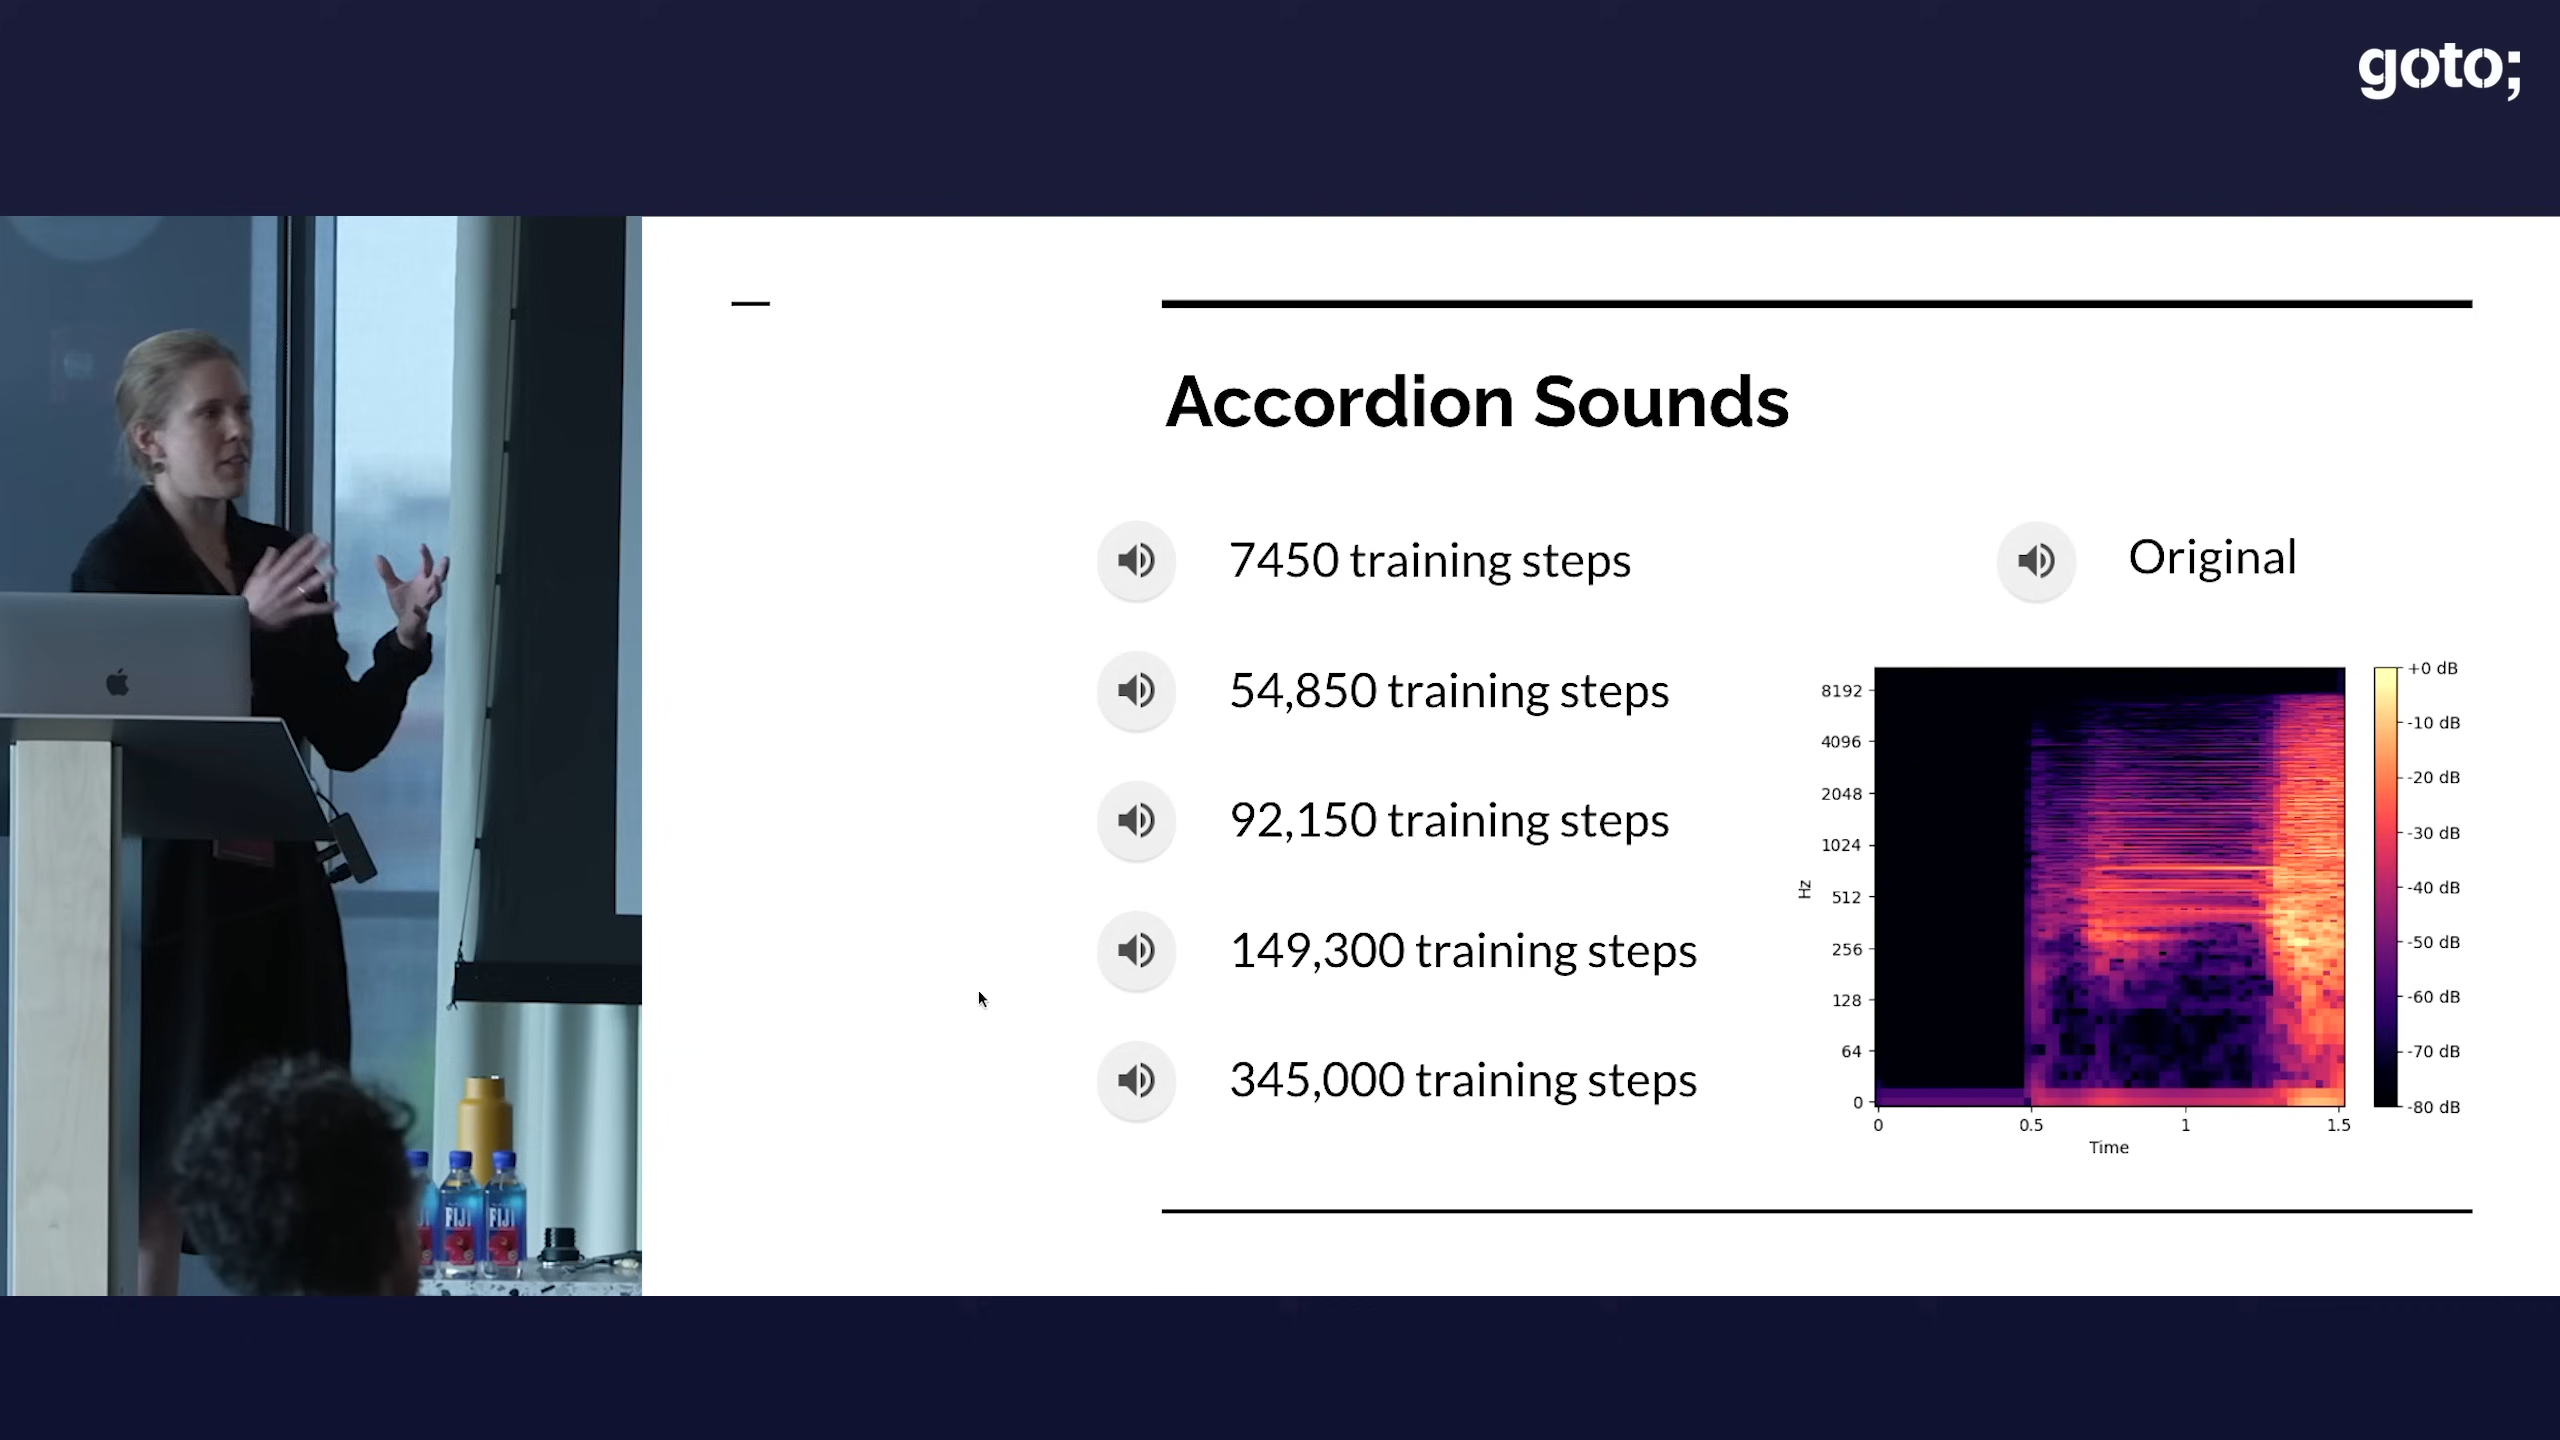 goto;
Accordion Sounds
7450 training steps
Original
54,850 training steps
92,150 training steps
149,300 training steps
345,000 training steps
8192
4096
2048
1024
512
256
128
64
0
Hz
0
0.5
1
1.5
Time
+0 dB
-10 dB
-20 dB
-30 dB
-40 dB
-50 dB
-60 dB
-70 dB
-80 dB
FIJI
FIJI